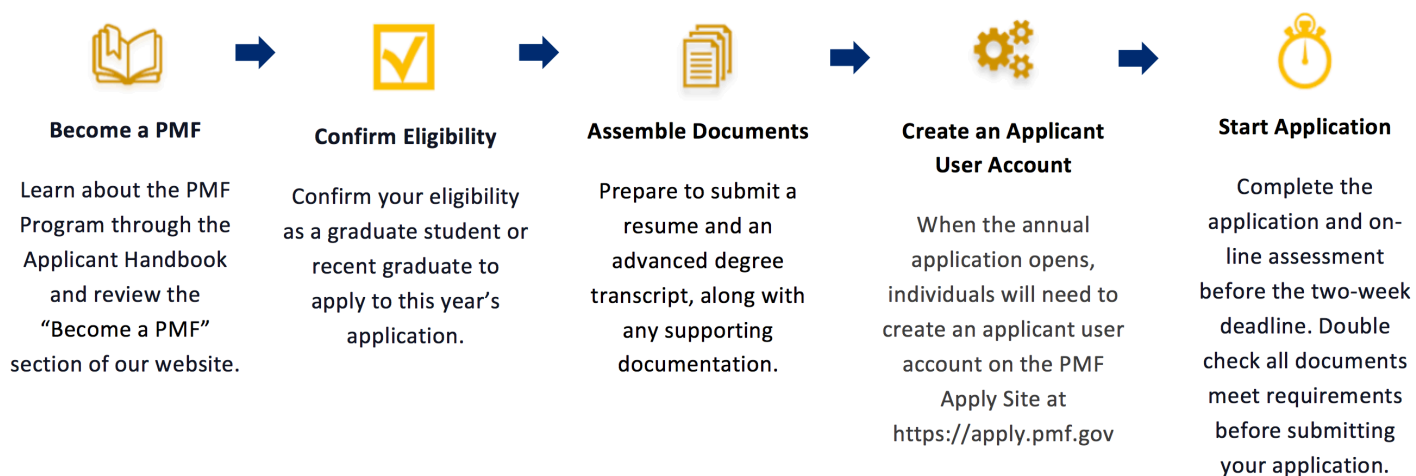 Become a PMF
Learn about the PMF
Program through the
Applicant Handbook
and review the
“Become a PMF”
section of our website.
Confirm Eligibility
Confirm your eligibility
as a graduate student or
recent graduate to
apply to this year’s
application.
Assemble Documents
Prepare to submit a
resume and an
advanced degree
transcript, along with
any supporting
documentation.
Create an Applicant
User Account
When the annual
application opens,
individuals will need to
create an applicant user
account on the PMF
Apply Site at
https://apply.pmf.gov
Start Application
Complete the
application and on-
line assessment
before the two-week
deadline. Double
check all documents
meet requirements
before submitting
your application.